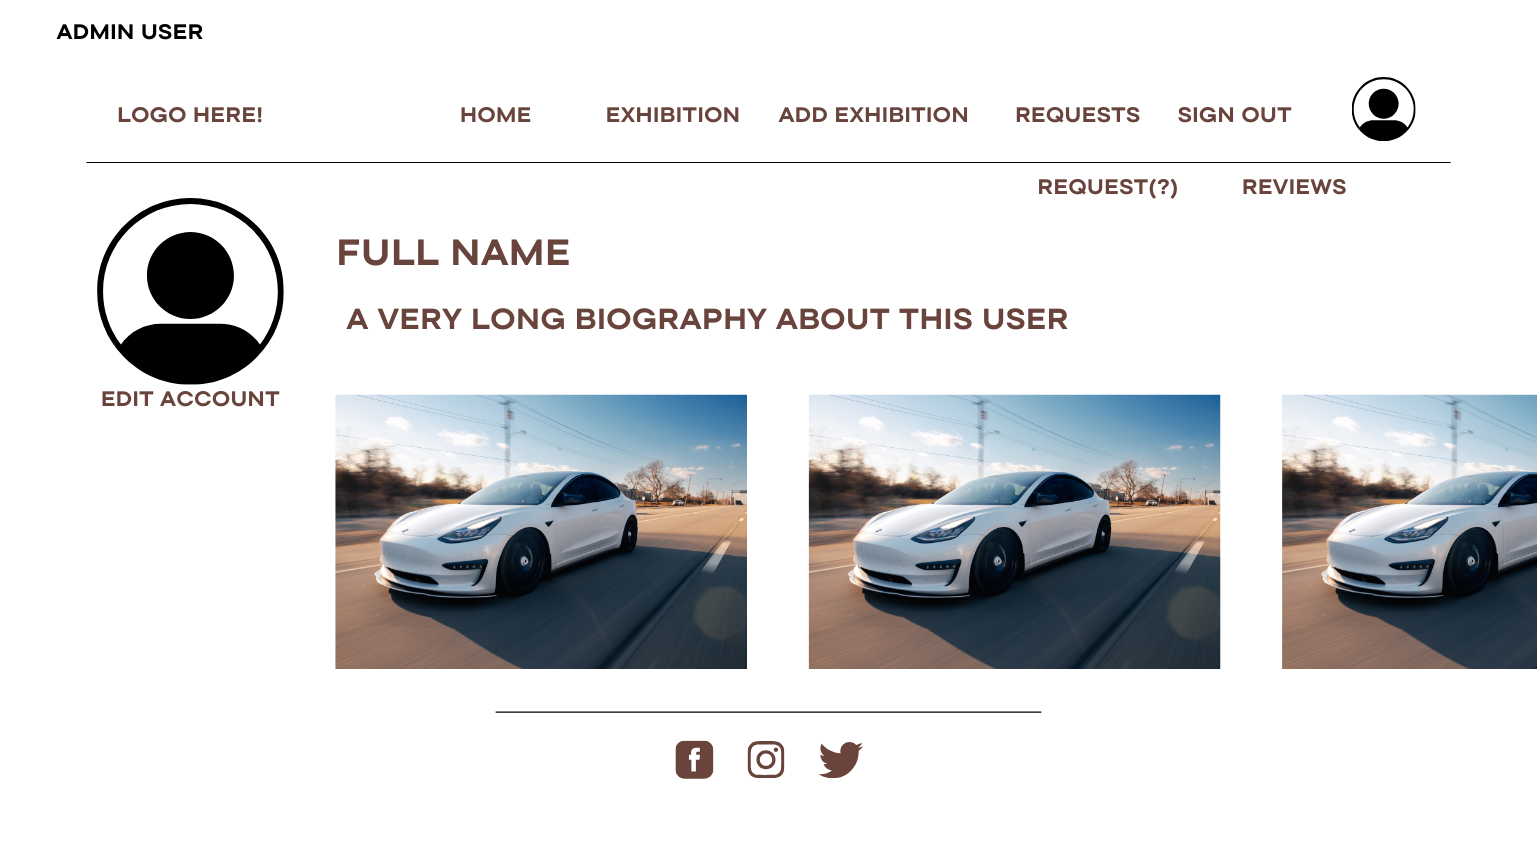 ADMIN USER
LOGO HERE! HOME EXHIBITION ADD EXHIBITION REQUESTS SIGN OUT
REQUEST(?) REVIEWS
FULL NAME
A VERY LONG BIOGRAPHY ABOUT THIS USER
EDIT ACCOUNT